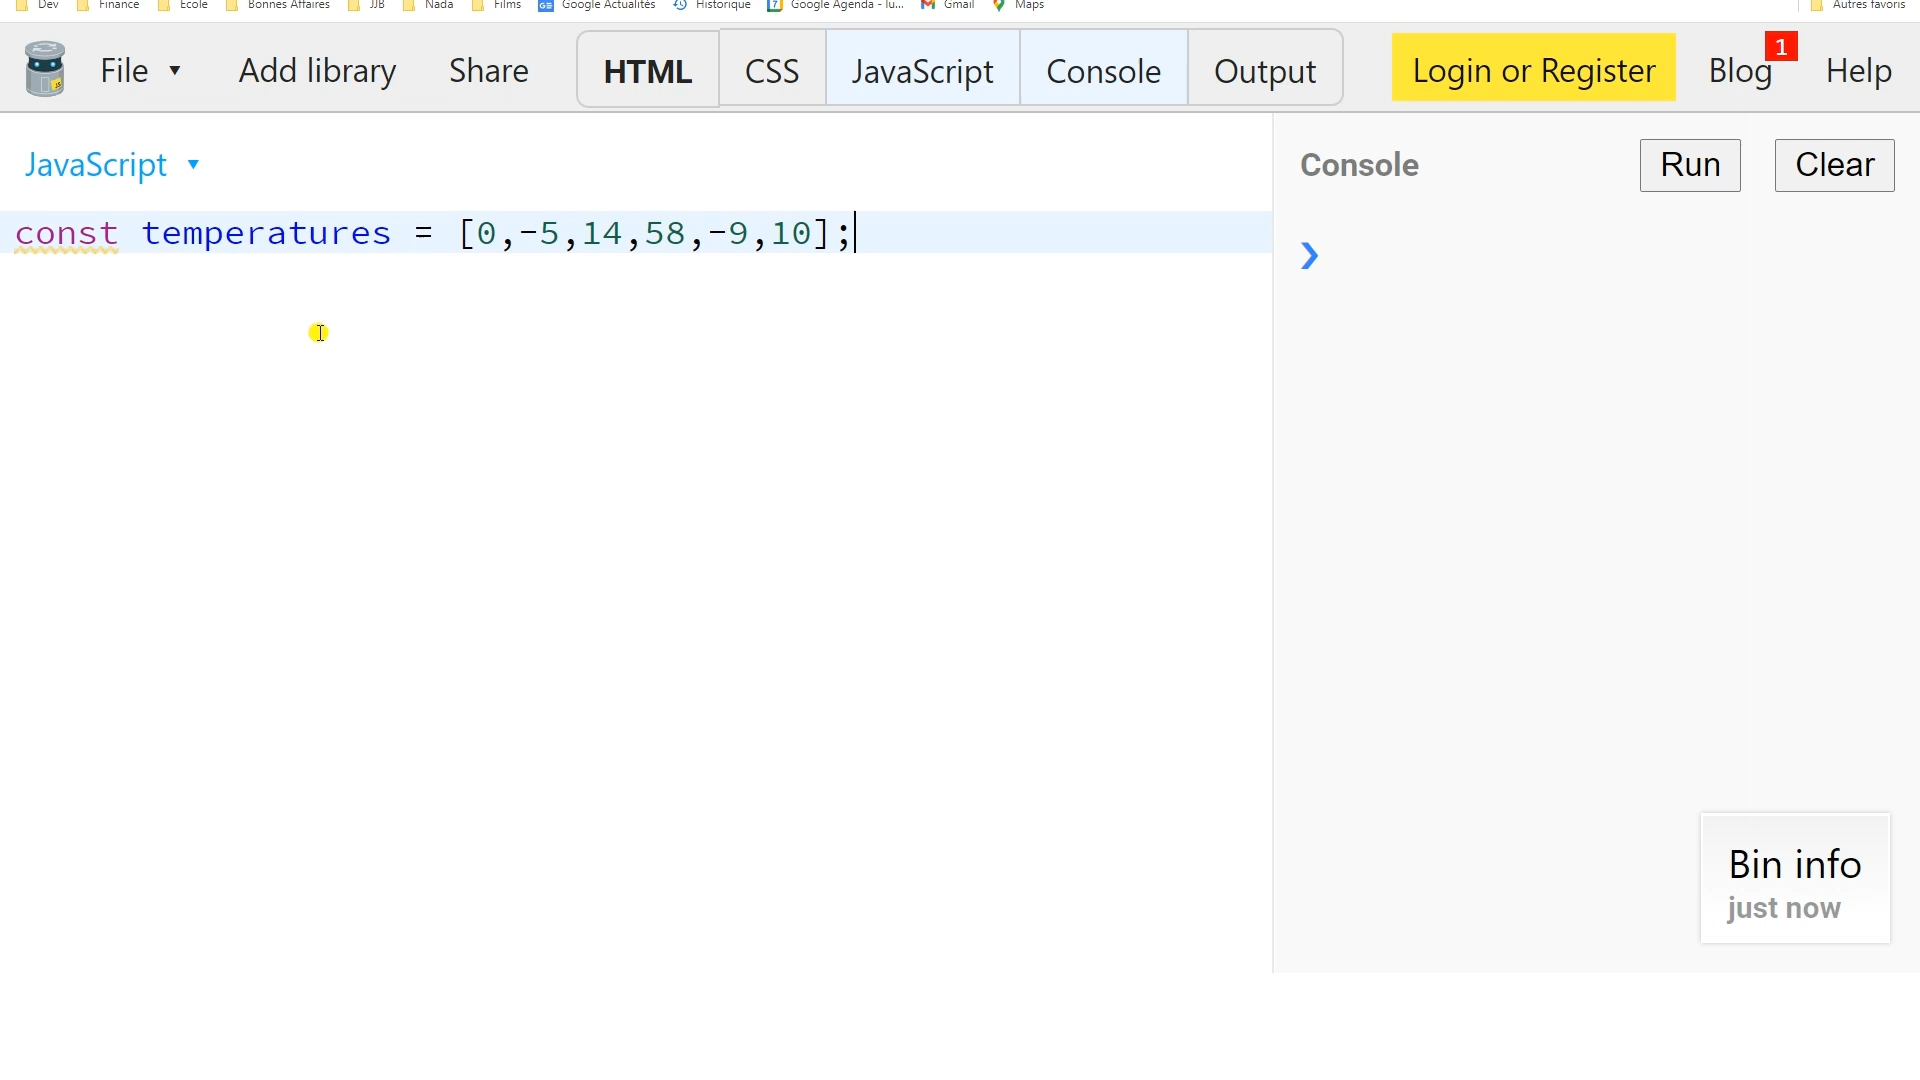 Dev Finance Ecole Bonnes Affaires JJB Nada Films Google Actualités Historique Google Agenda - lu... Gmail Maps Autres favoris
File ▼ Add library Share HTML CSS JavaScript Console Output Login or Register Blog 1 Help
JavaScript ▼
Console Run Clear
const temperatures = [0,-5,14,58,-9,10];
❯
Bin info
just now